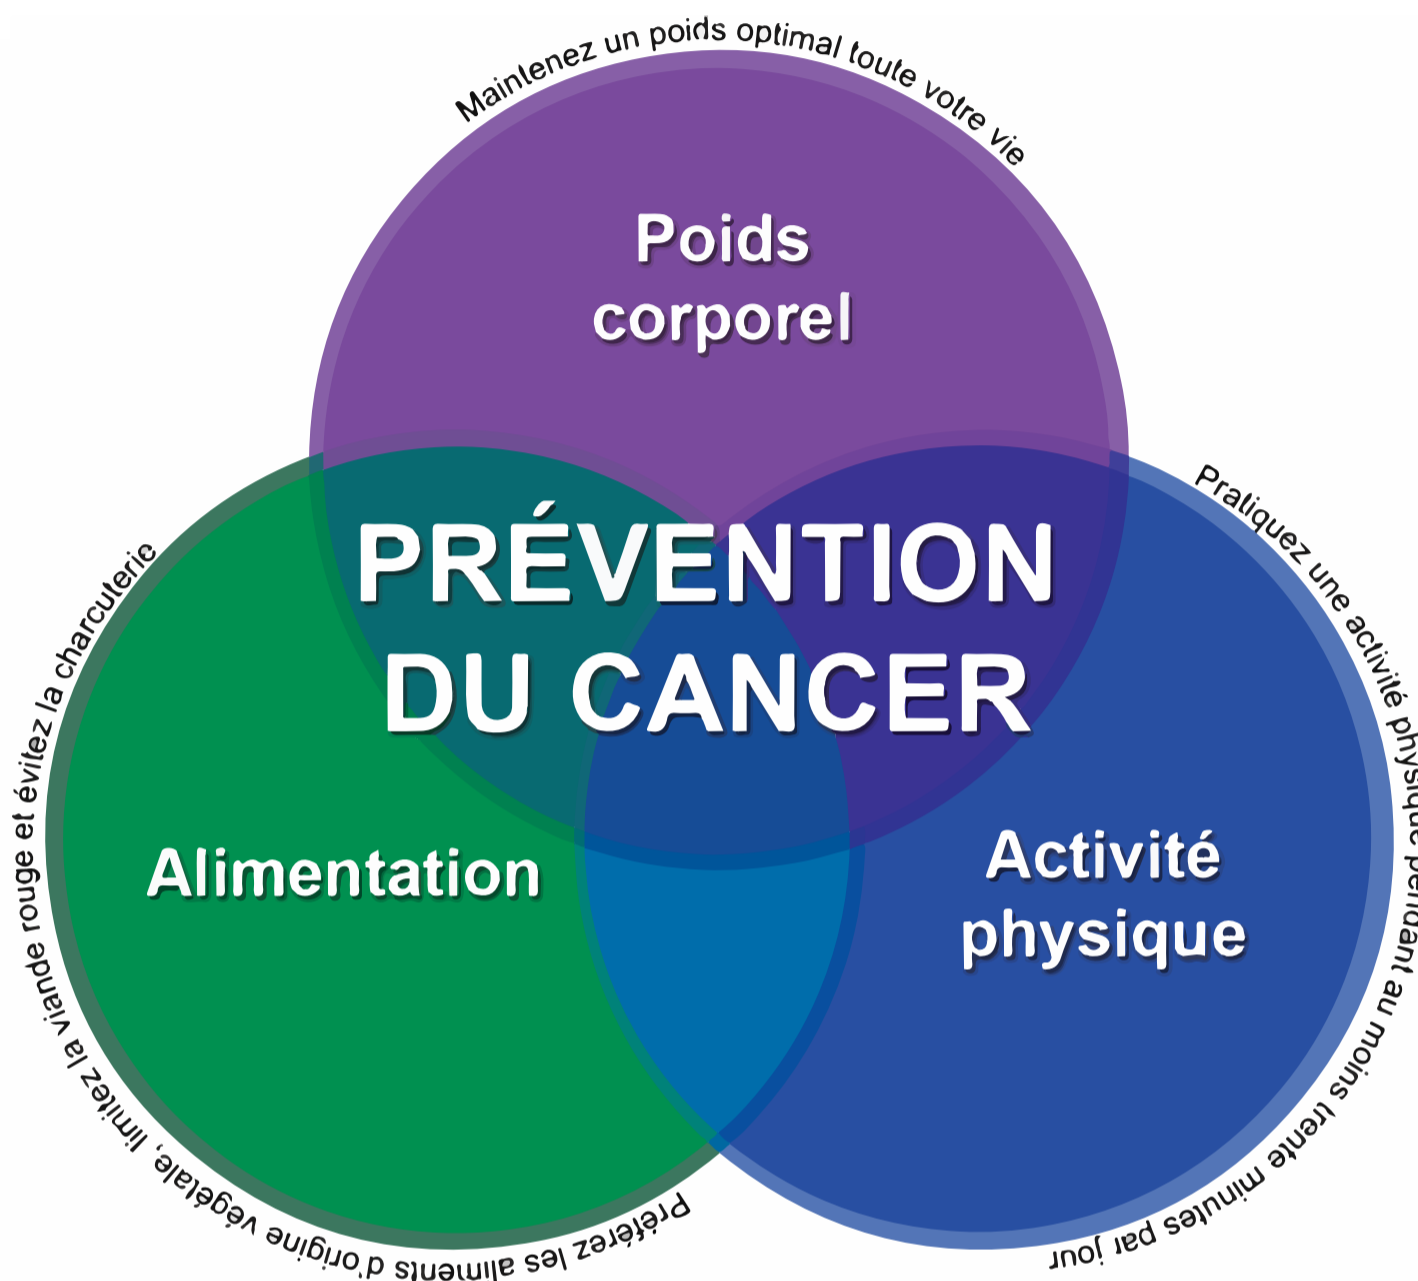 Maintenez un poids optimal toute votre vie
Poids
corporel
PRÉVENTION
DU CANCER
Alimentation
Activité
physique
Préférez les aliments d'origine végétale, limitez la viande rouge et évitez la charcuterie
Pratiquez une activité physique pendant au moins trente minutes par jour